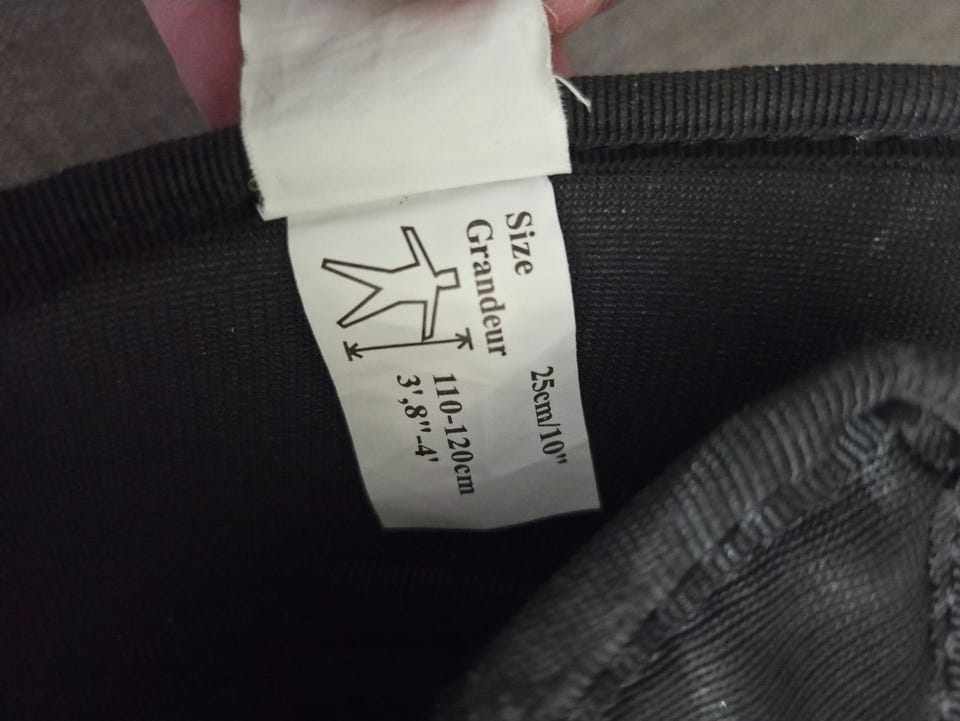 Size
25cm/10"
Grandeur
110-120cm
3',8"-4'